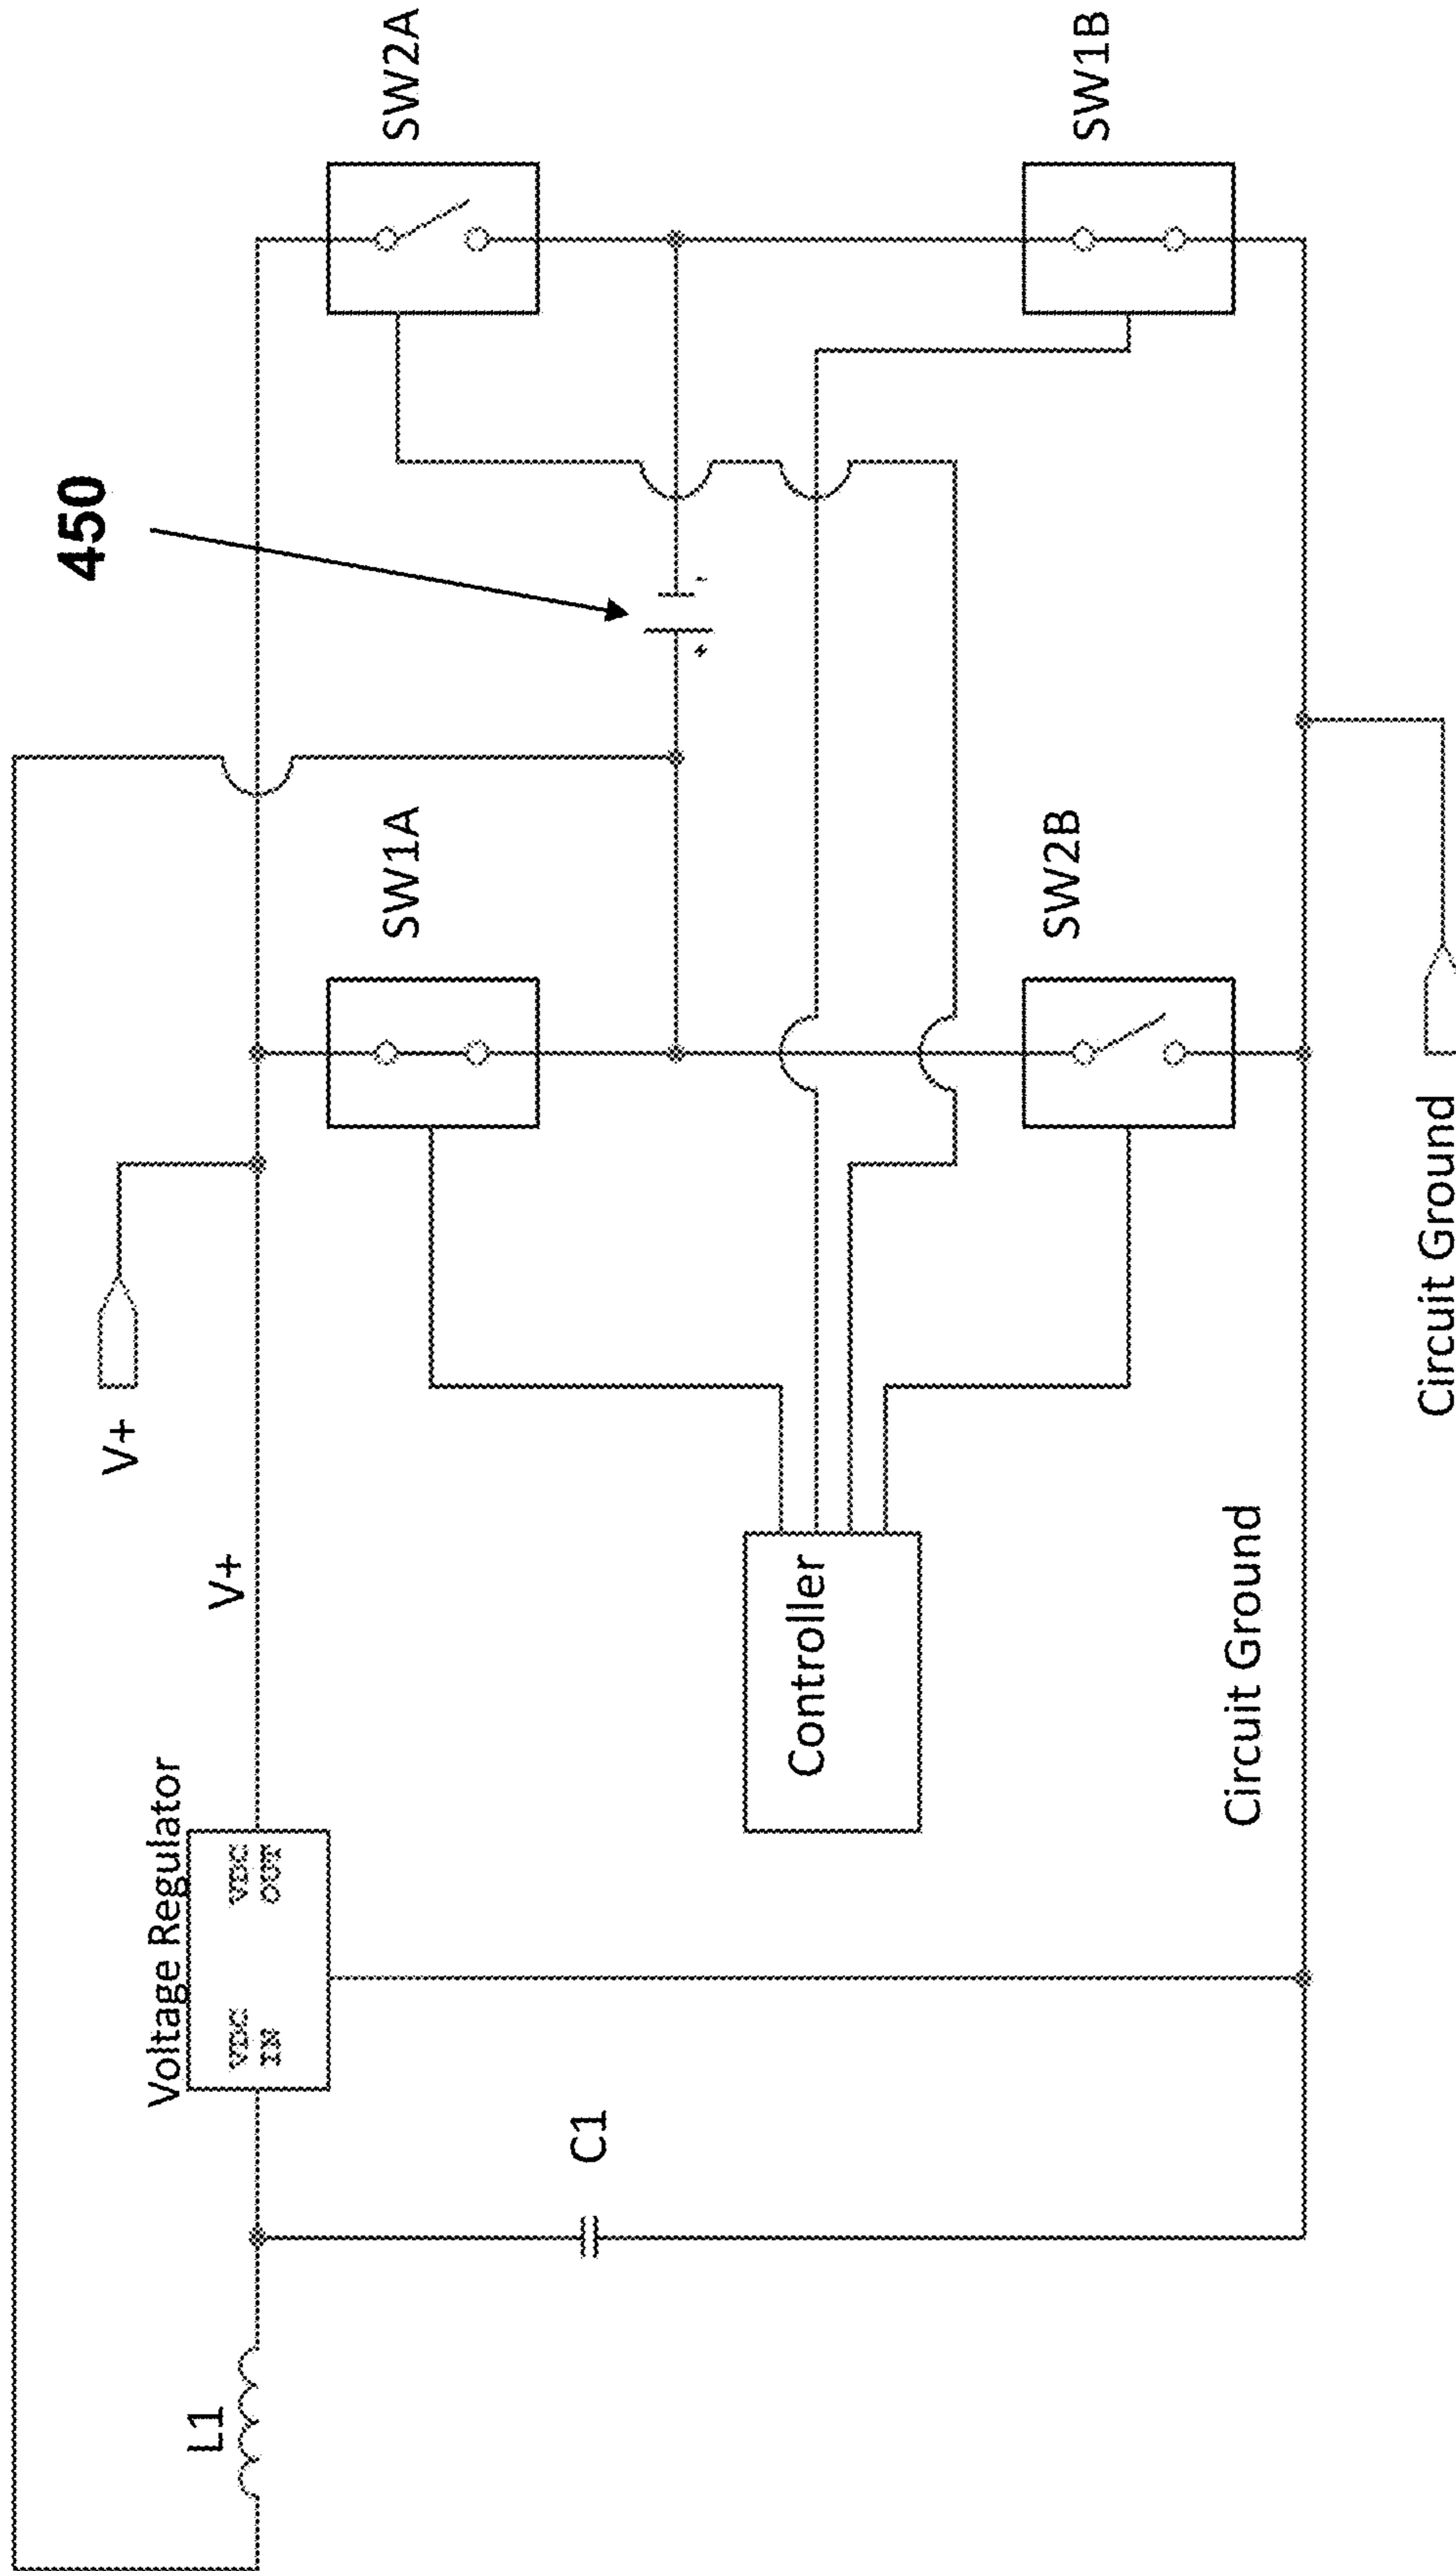 450
SW2A
SW1B
SW1A
SW2B
V+
V+
Voltage Regulator
VDC
IN
VDC
OUT
Controller
Circuit Ground
Circuit Ground
C1
L1
+
-